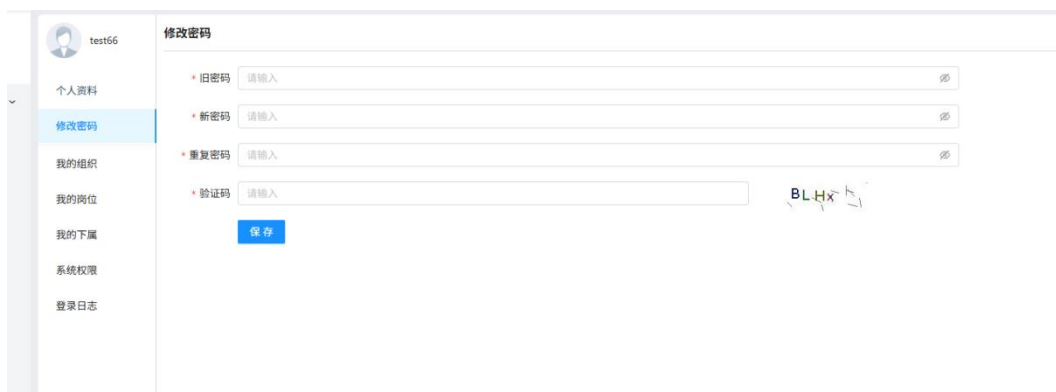 test66
个人资料
修改密码
我的组织
我的岗位
我的下属
系统权限
登录日志
修改密码
* 旧密码 请输入
* 新密码 请输入
* 重复密码 请输入
* 验证码 请输入 BLHx
保存